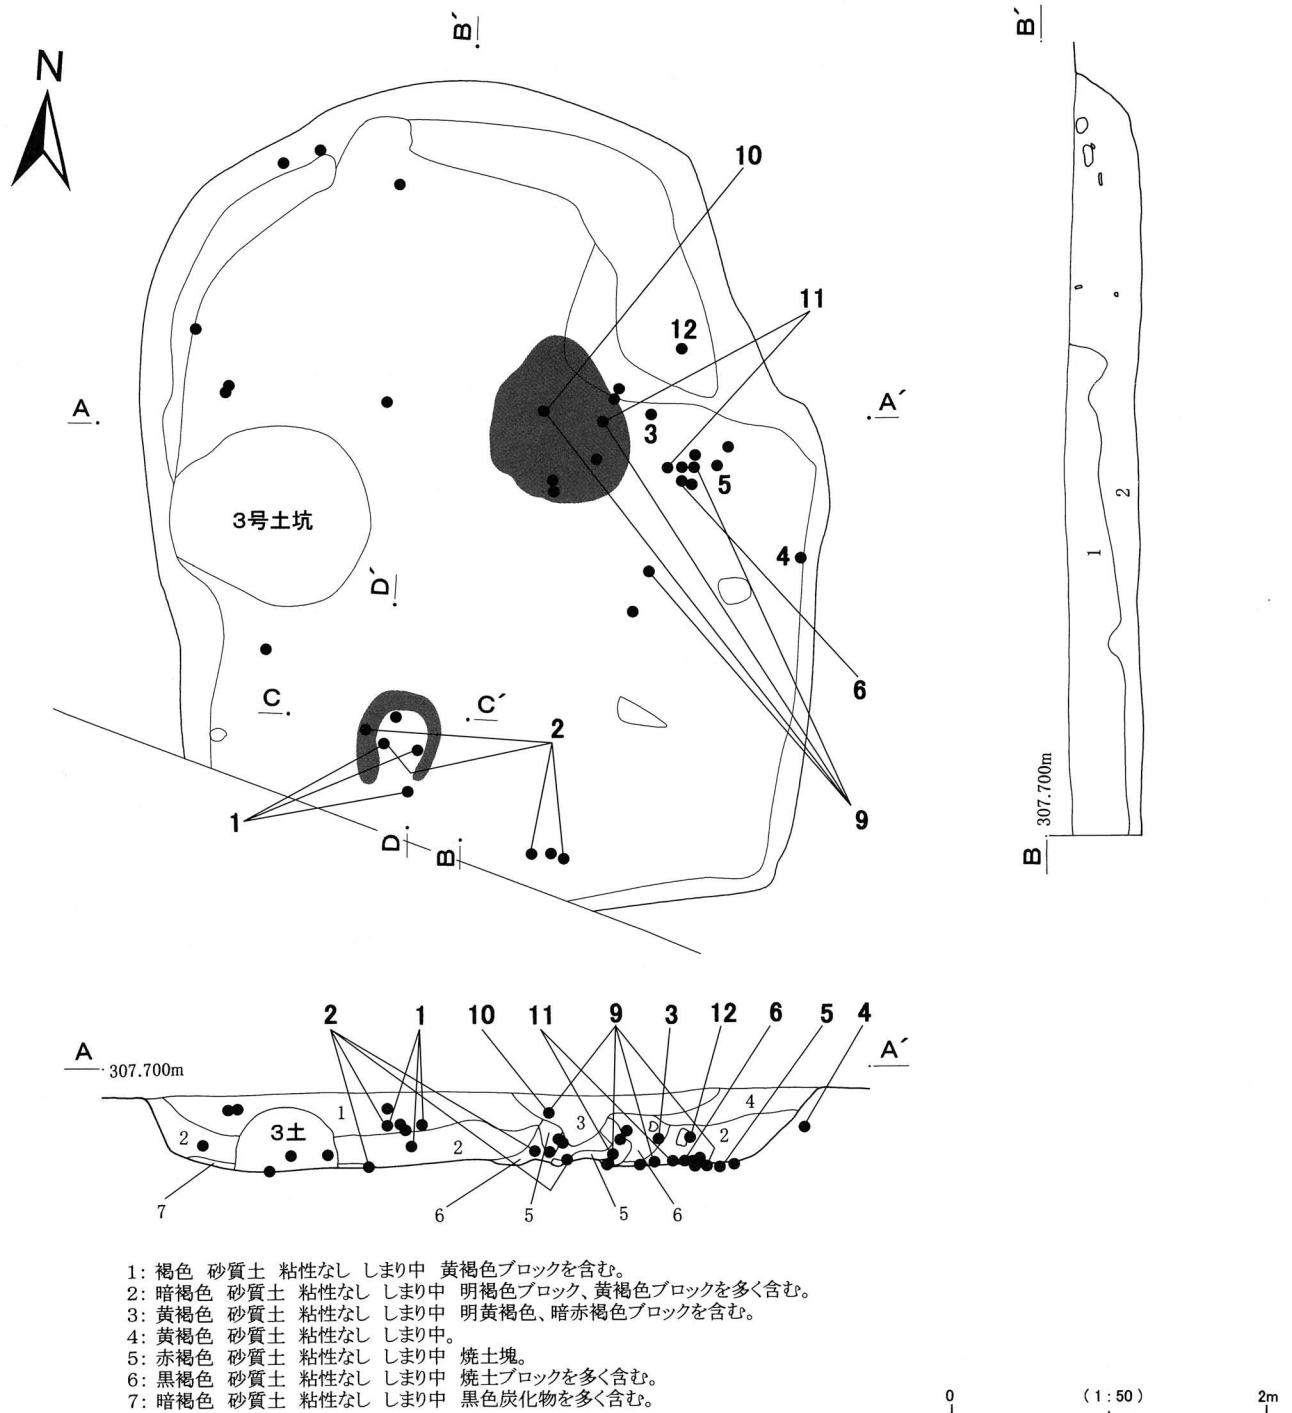 B´
B´
N
10
11
12
A
A´
3
5
3号土坑
4
2
D´
1
6
C
C´
2
307.700m
1
9
D
B
B
2 1 10 11 9 3 12 6 5 4
A 307.700m
A´
1
4
3土
3
2
2
2
7
6
5
5
6
1: 褐色 砂質土 粘性なし しまり中 黄褐色ブロックを含む。
2: 暗褐色 砂質土 粘性なし しまり中 明褐色ブロック、黄褐色ブロックを多く含む。
3: 黄褐色 砂質土 粘性なし しまり中 明黄褐色、暗赤褐色ブロックを含む。
4: 黄褐色 砂質土 粘性なし しまり中。
5: 赤褐色 砂質土 粘性なし しまり中 焼土塊。
6: 黒褐色 砂質土 粘性なし しまり中 焼土ブロックを多く含む。
7: 暗褐色 砂質土 粘性なし しまり中 黒色炭化物を多く含む。
0 (1:50) 2m